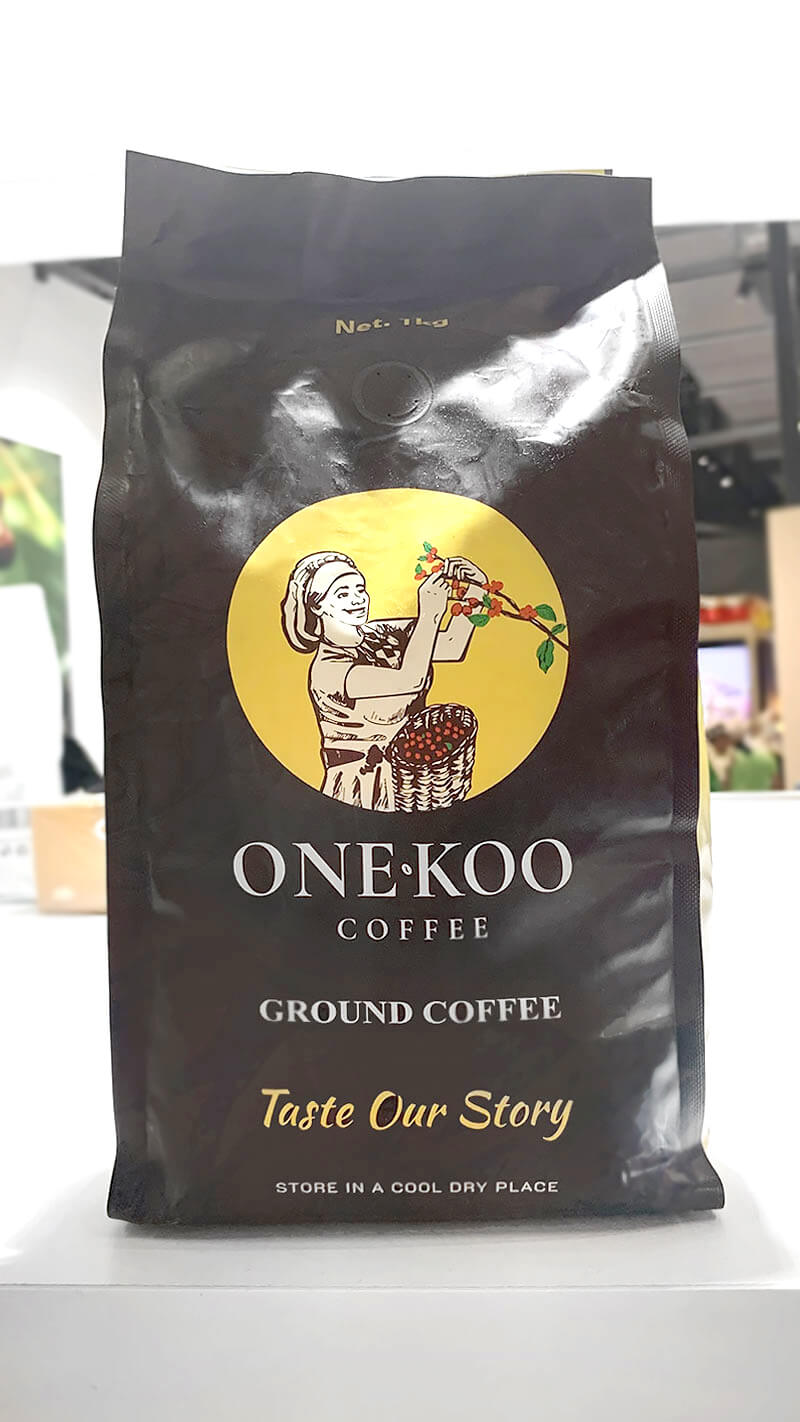 Net. 1kg
ONE•KOO
COFFEE
GROUND COFFEE
Taste Our Story
STORE IN A COOL DRY PLACE